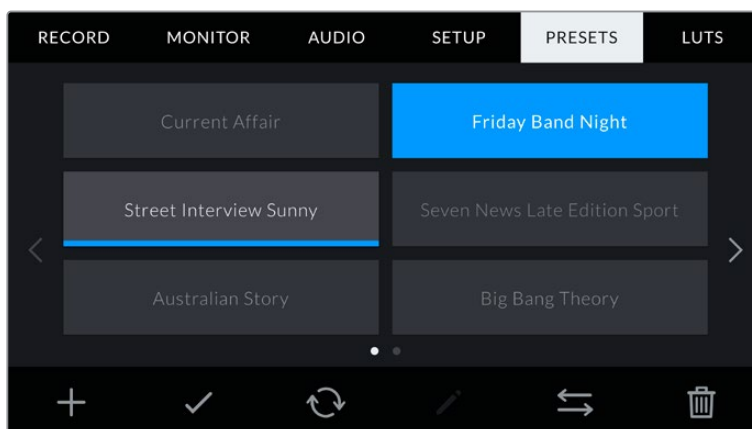 RECORD MONITOR AUDIO SETUP PRESETS LUTS
Current Affair Friday Band Night
Street Interview Sunny Seven News Late Edition Sport
Australian Story Big Bang Theory